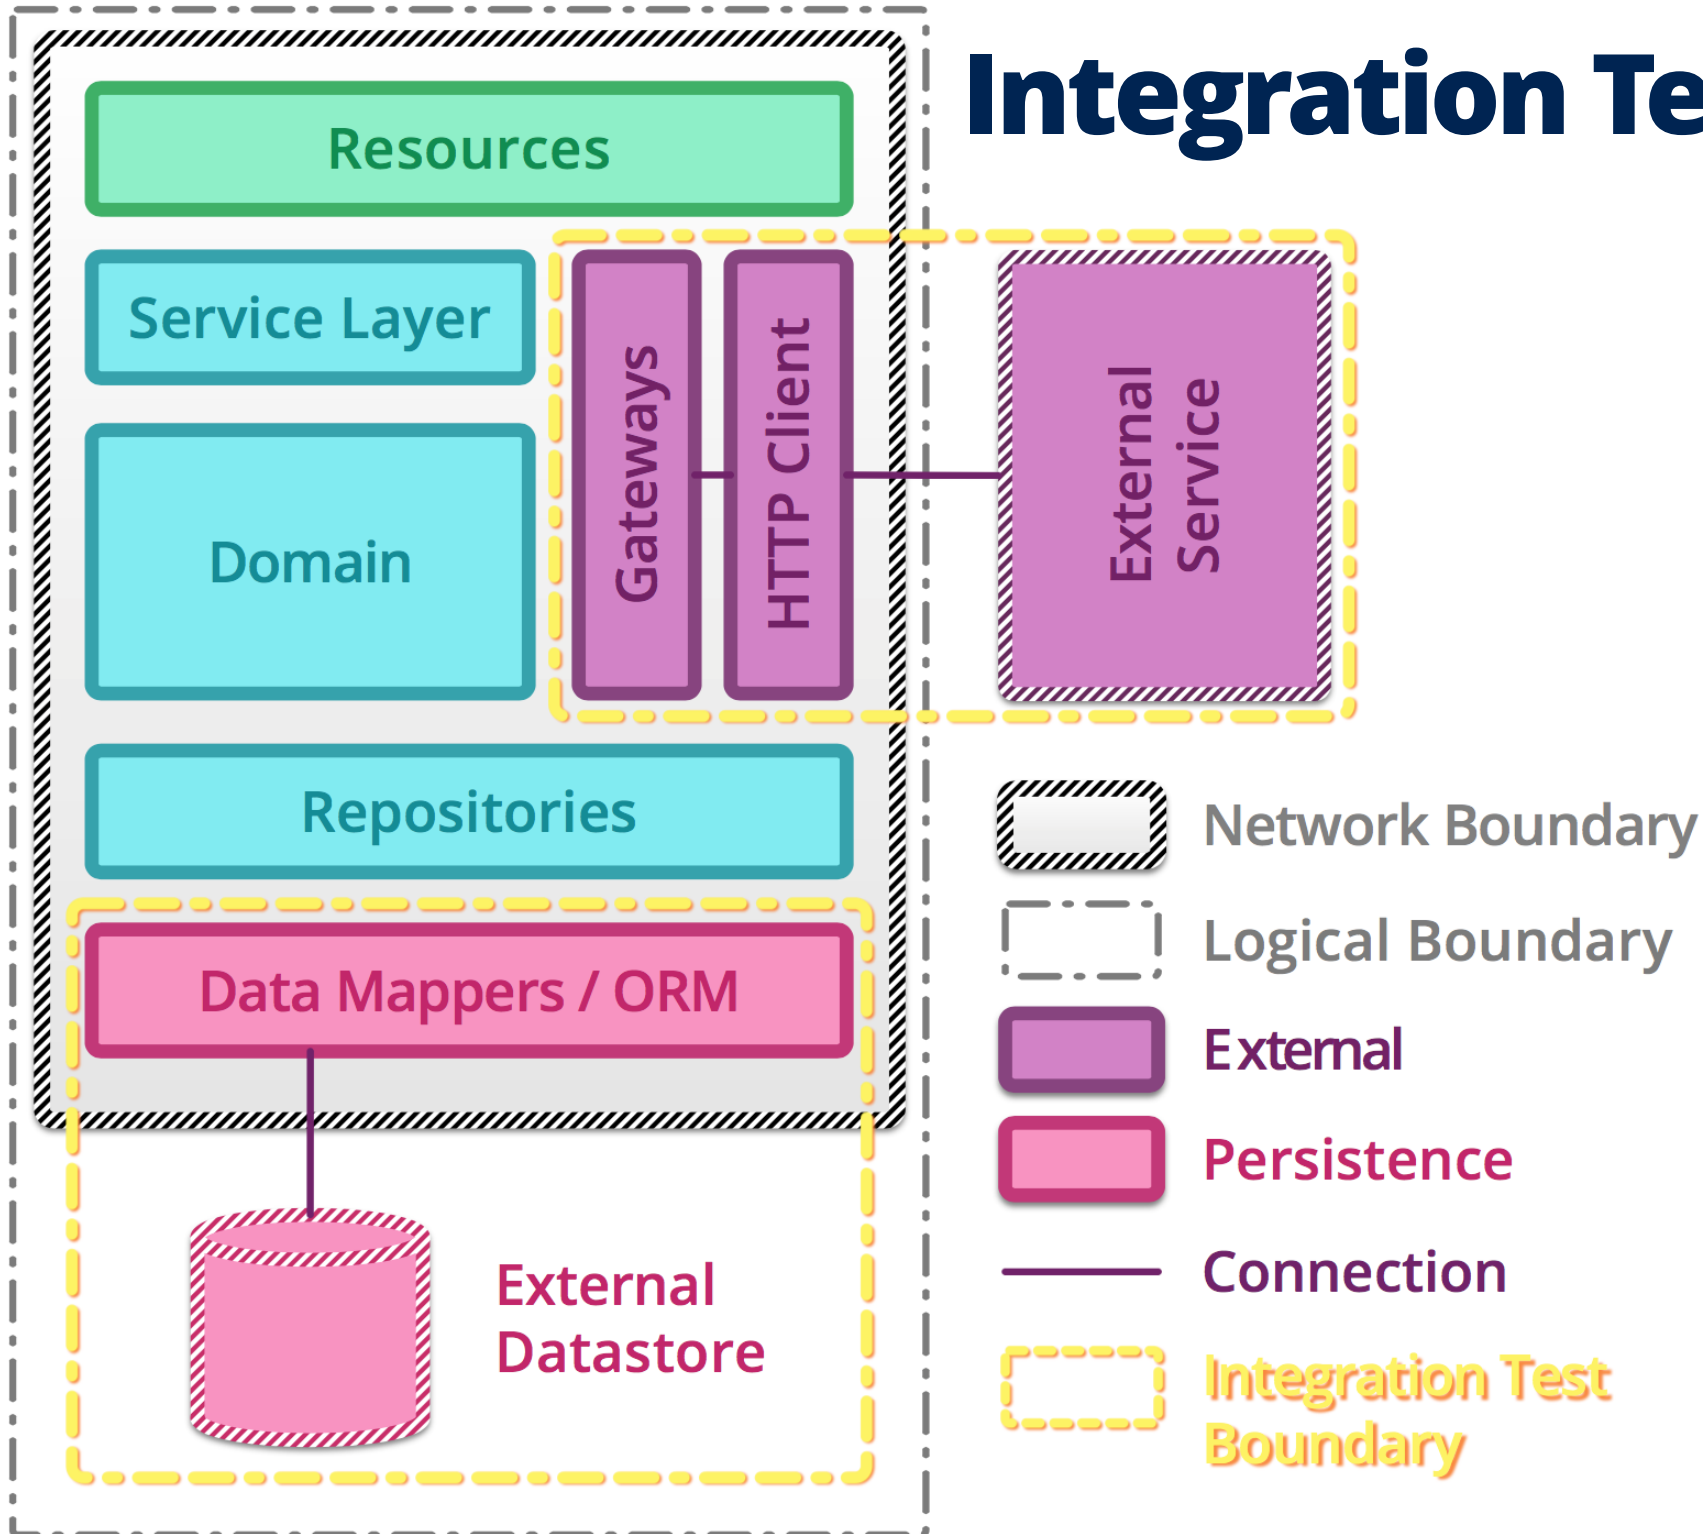 Integration Te
Resources
Service Layer
Gateways
HTTP Client
External
Service
Domain
Repositories
Data Mappers / ORM
External
Datastore
Network Boundary
Logical Boundary
External
Persistence
Connection
Integration Test
Boundary